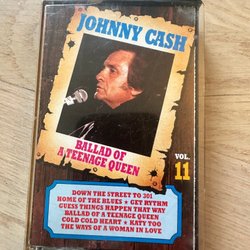 JOHNNY CASH
BALLAD OF
A TEENAGE QUEEN
VOL.
11
DOWN THE STREET TO 301
HOME OF THE BLUES ★ GET RYTHM
GUESS THINGS HAPPEN THAT WAY
BALLAD OF A TEENAGE QUEEN
COLD COLD HEART ★ KATY TOO
THE WAYS OF A WOMAN IN LOVE